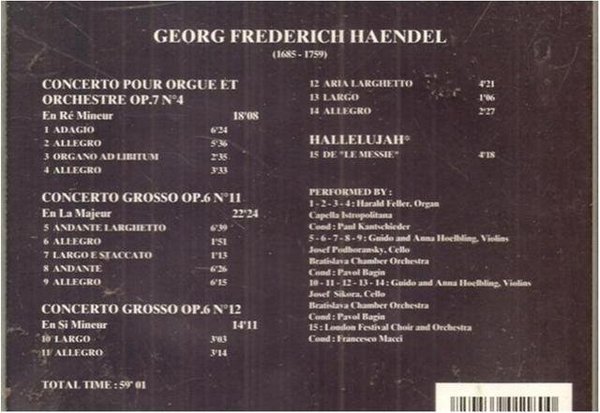 GEORG FREDERICH HAENDEL
(1685 - 1759)
CONCERTO POUR ORGUE ET
ORCHESTRE OP.7 N°4
En Ré Mineur 18'08
1 ADAGIO 6'24
2 ALLEGRO 5'36
3 ORGANO AD LIBITUM 2'35
4 ALLEGRO 3'33
CONCERTO GROSSO OP.6 N°11
En La Majeur 22'24
5 ANDANTE LARGHETTO 6'39
6 ALLEGRO 1'51
7 LARGO E STACCATO 1'13
8 ANDANTE 6'26
9 ALLEGRO 6'15
CONCERTO GROSSO OP.6 N°12
En Si Mineur 14'11
10 LARGO 3'03
11 ALLEGRO 3'14
TOTAL TIME : 59' 01
12 ARIA LARGHETTO 4'21
13 LARGO 1'06
14 ALLEGRO 2'27
HALLELUJAH*
15 DE "LE MESSIE" 4'18
PERFORMED BY :
1 - 2 - 3 - 4 : Harald Feller, Organ
Capella Istropolitana
Cond : Paul Kantschieder
5 - 6 - 7 - 8 - 9 : Guido and Anna Hoelbling, Violins
Josef Podhoransky, Cello
Bratislava Chamber Orchestra
Cond : Pavol Bagin
10 - 11 - 12 - 13 - 14 : Guido and Anna Hoelbling, Violins
Josef Sikora, Cello
Bratislava Chamber Orchestra
Cond : Pavol Bagin
15 : London Festival Choir and Orchestra
Cond : Francesco Macci